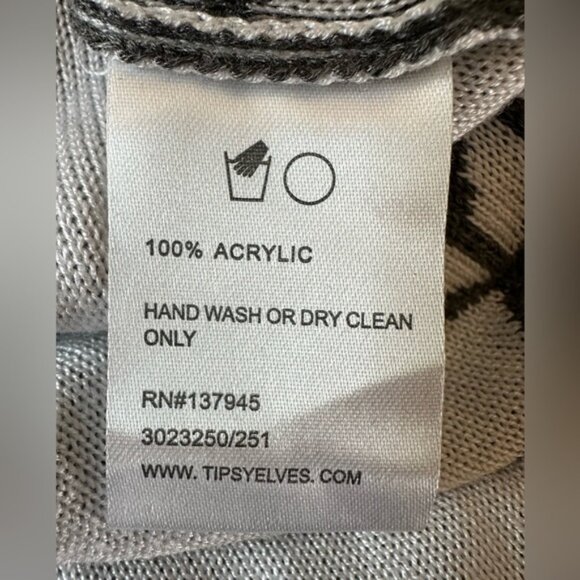 100% ACRYLIC
HAND WASH OR DRY CLEAN
ONLY
RN#137945
3023250/251
WWW. TIPSYELVES. COM